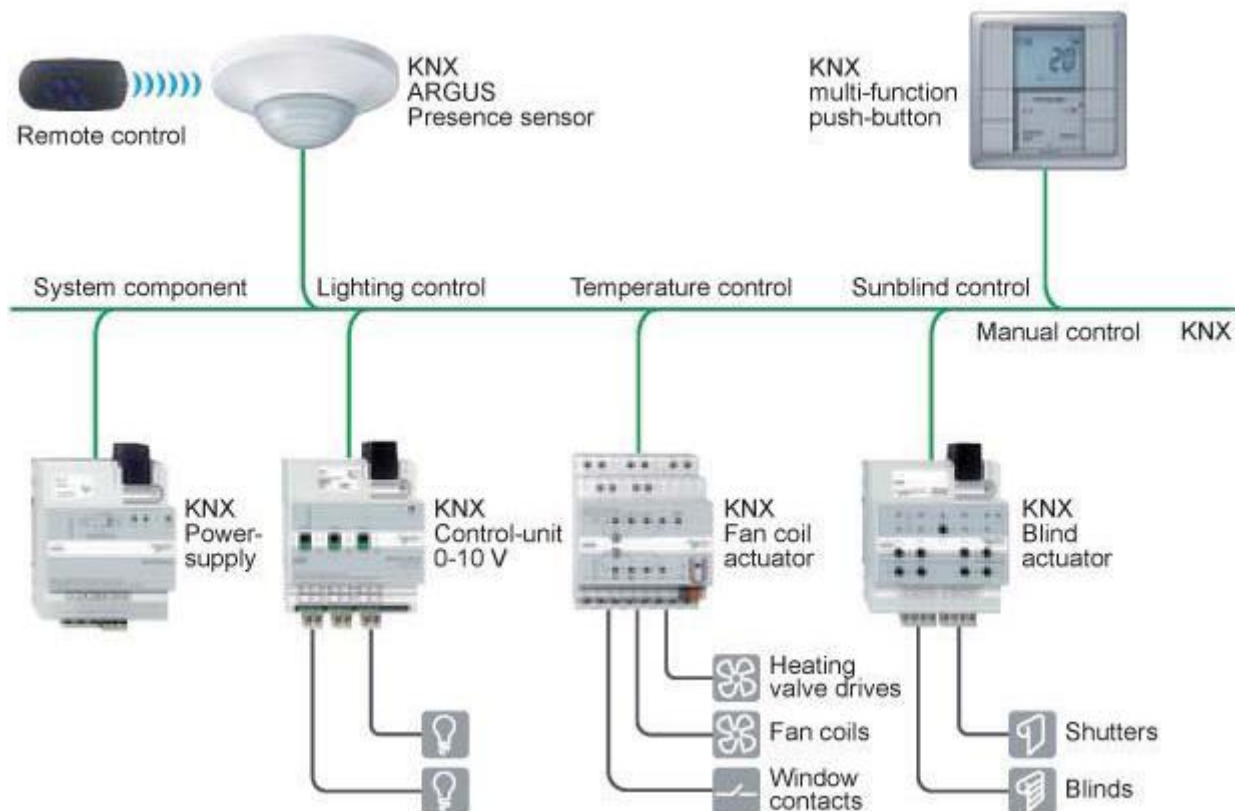 Remote control
KNX
ARGUS
Presence sensor
KNX
multi-function
push-button
20
System component
Lighting control
Temperature control
Sunblind control
Manual control
KNX
KNX
Power-
supply
KNX
Control-unit
0-10 V
KNX
Fan coil
actuator
KNX
Blind
actuator
Heating
valve drives
Fan coils
Window
contacts
Shutters
Blinds